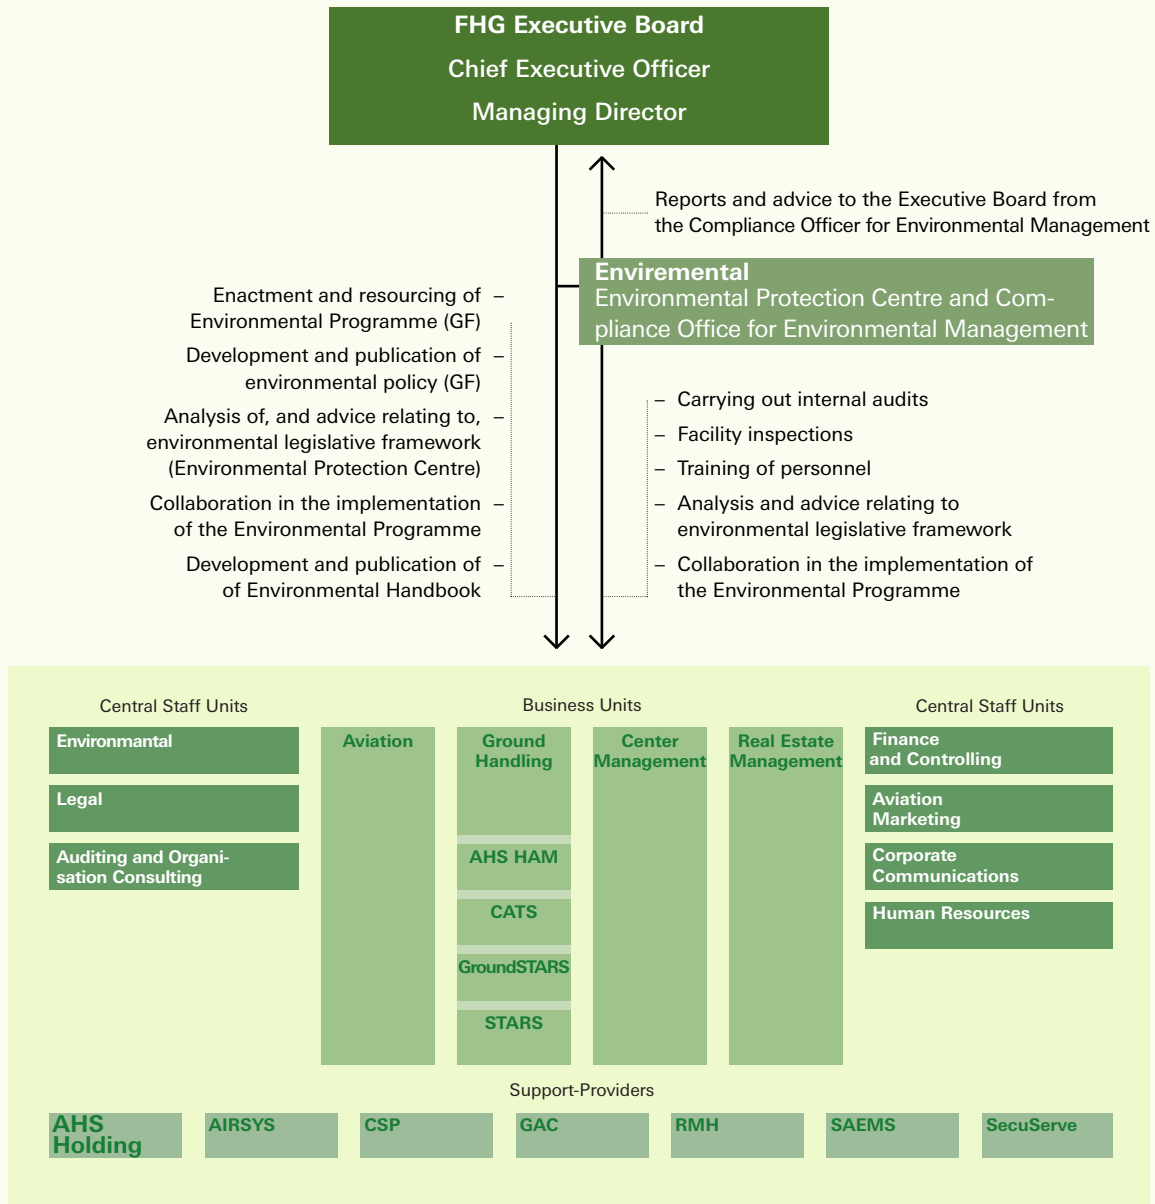 FHG Executive Board
Chief Executive Officer
Managing Director
Reports and advice to the Executive Board from
the Compliance Officer for Environmental Management
Enviremental
Environmental Protection Centre and Com-
pliance Office for Environmental Management
Enactment and resourcing of –
Environmental Programme (GF)
Development and publication of –
environmental policy (GF)
Analysis of, and advice relating to, –
environmental legislative framework
(Environmental Protection Centre)
Collaboration in the implementation –
of the Environmental Programme
Development and publication of –
of Environmental Handbook
– Carrying out internal audits
– Facility inspections
– Training of personnel
– Analysis and advice relating to
environmental legislative framework
– Collaboration in the implementation of
the Environmental Programme
Central Staff Units
Environmantal
Legal
Auditing and Organi-
sation Consulting
Business Units
Aviation
Ground
Handling
AHS HAM
CATS
GroundSTARS
STARS
Center
Management
Real Estate
Management
Central Staff Units
Finance
and Controlling
Aviation
Marketing
Corporate
Communications
Human Resources
Support-Providers
AHS
Holding
AIRSYS
CSP
GAC
RMH
SAEMS
SecuServe